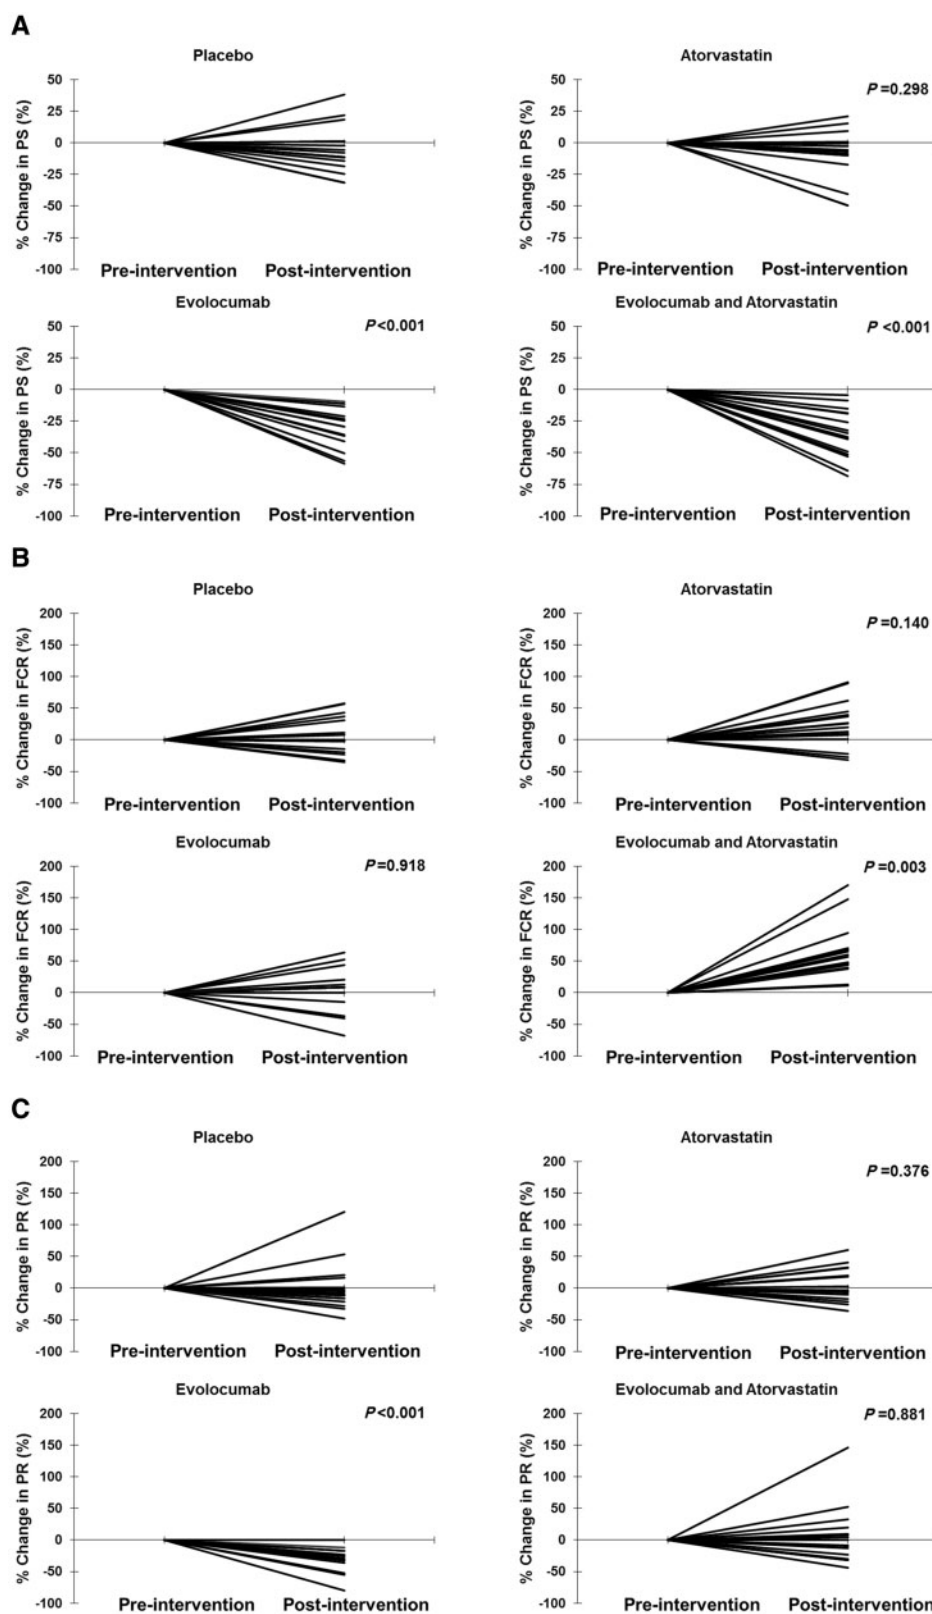 A
Placebo
Atorvastatin
P=0.298
% Change in PS (%)
50
25
0
-25
-50
-75
-100
Pre-intervention Post-intervention
% Change in PS (%)
50
25
0
-25
-50
-75
-100
Pre-intervention Post-intervention
Evolocumab
P<0.001
% Change in PS (%)
50
25
0
-25
-50
-75
-100
Pre-intervention Post-intervention
Evolocumab and Atorvastatin
P <0.001
% Change in PS (%)
50
25
0
-25
-50
-75
-100
Pre-intervention Post-intervention
B
Placebo
% Change in FCR (%)
200
150
100
50
0
-50
-100
Pre-intervention Post-intervention
Atorvastatin
P=0.140
% Change in FCR (%)
200
150
100
50
0
-50
-100
Pre-intervention Post-intervention
Evolocumab
P=0.918
% Change in FCR (%)
200
150
100
50
0
-50
-100
Pre-intervention Post-intervention
Evolocumab and Atorvastatin
P=0.003
% Change in FCR (%)
200
150
100
50
0
-50
-100
Pre-intervention Post-intervention
C
Placebo
% Change in PR (%)
200
150
100
50
0
-50
-100
Pre-intervention Post-intervention
Atorvastatin
P=0.376
% Change in PR (%)
200
150
100
50
0
-50
-100
Pre-intervention Post-intervention
Evolocumab
P<0.001
% Change in PR (%)
200
150
100
50
0
-50
-100
Pre-intervention Post-intervention
Evolocumab and Atorvastatin
P=0.881
% Change in PR (%)
200
150
100
50
0
-50
-100
Pre-intervention Post-intervention